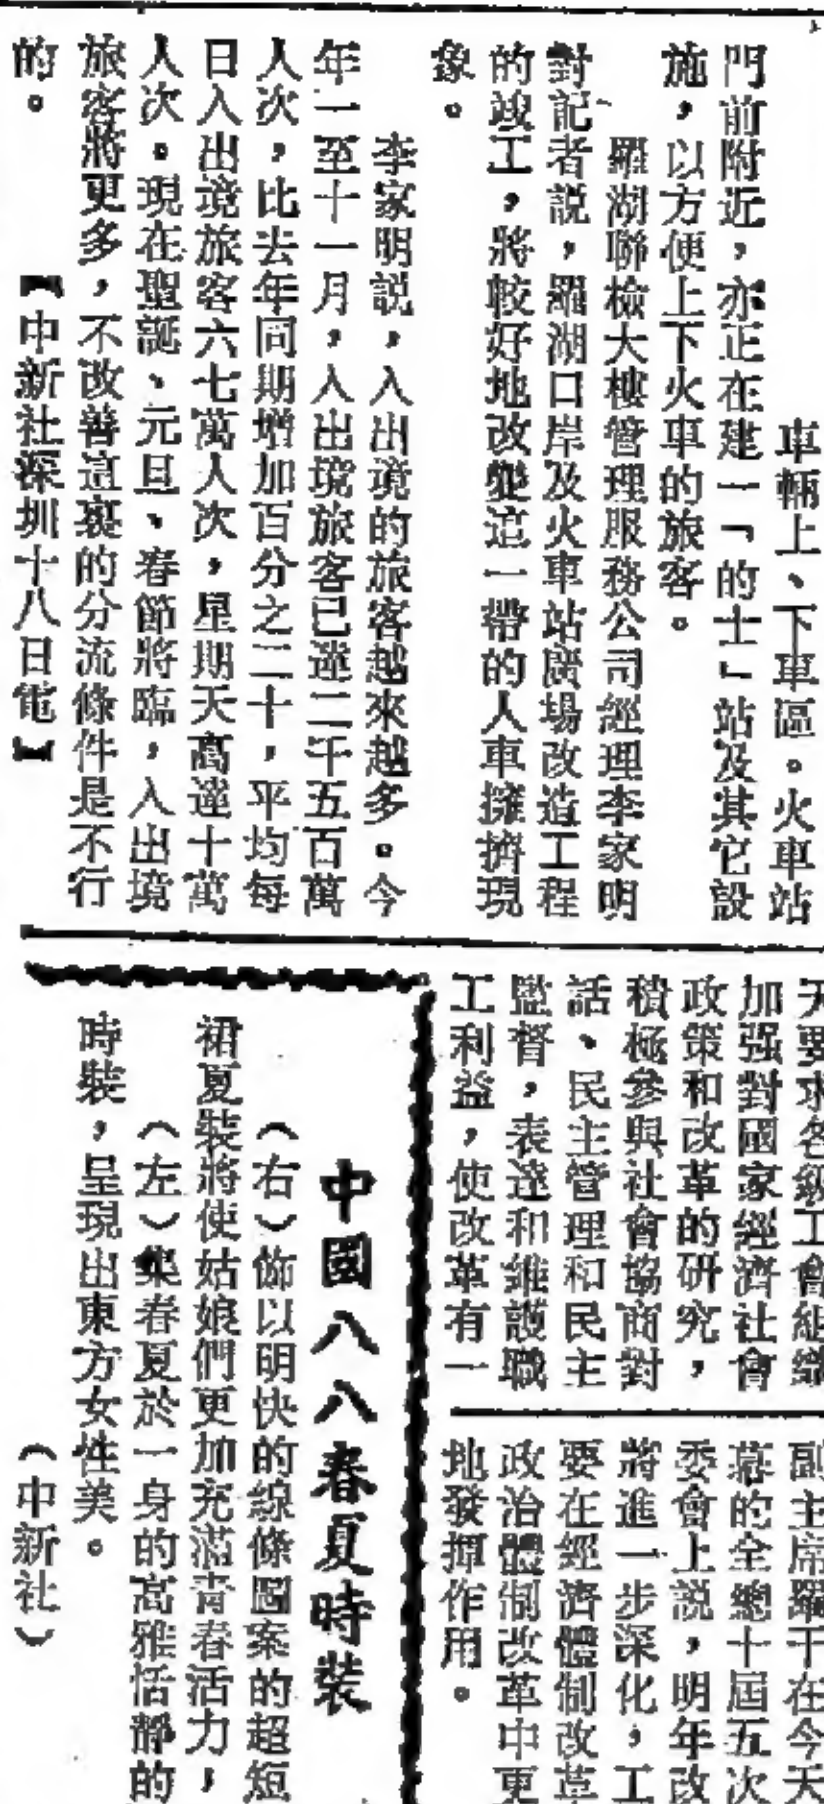 車輛上、下車區。火車站
門前附近，亦正在建一「的士」站及其它設
施，以方便上下火車的旅客。
羅湖聯檢大樓管理服務公司經理李家明
對記者説，羅湖口岸及火車站廣場改造工程
的竣工，將較好地改變這一帶的人車擁擠現
象。
李家明説，入出境的旅客越來越多。今
年一至十一月，入出境旅客已達二千五百萬
人次，比去年同期增加百分之二十，平均每
日入出境旅客六七萬人次，星期天高達十萬
人次。現在聖誕、元旦、春節將臨，入出境
旅客將更多，不改善這裏的分流條件是不行
的。　【中新社深圳十八日電】
天要求各級工會組織
加强對國家經濟社會
政策和改革的研究，
積極參與社會協商對
話、民主管理和民主
監督，表達和維護職
工利益，使改革有一
副主席羅干在今天
幕的全總十屆五次
委會上説，明年改
將進一步深化，工
要在經濟體制改革
政治體制改革中更
地發揮作用。
中國八八春夏時裝
（右）飾以明快的線條圖案的超短
裙夏裝將使姑娘們更加充滿青春活力，
（左）集春夏於一身的高雅恬靜的
時裝，呈現出東方女性美。
（中新社）